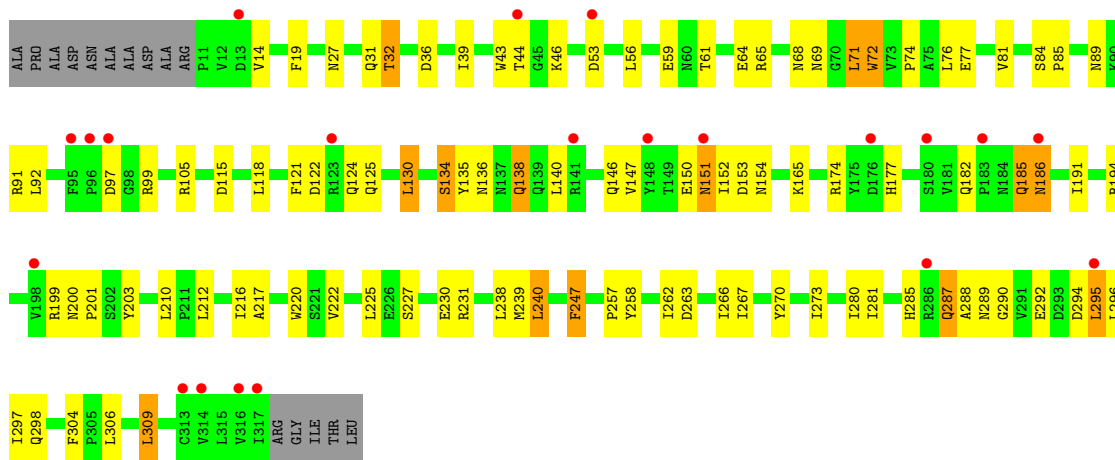 ALA PRO ALA ASP ASN ALA ALA ASP ALA ARG P11 V12 D13 V14 F19 N27 Q31 T32 D36 I39 W43 T44 G45 K46 D53 L56 E59 N60 T61 E64 R65 N68 N69 G70 L71 W72 V73 P74 A75 L76 E77 V81 S84 P85 N89 K90
R91 L92 F95 P96 D97 G98 R99 R105 D115 L118 F121 D122 R123 Q124 Q125 L130 S134 Y135 N136 N137 Q138 Q139 L140 R141 Q146 V147 Y148 T149 E150 N151 I152 D153 N154 K165 R174 Y175 D176 H177 S180 V181 Q182 P183 N184 Q185 N186 I191
V198 R199 N200 P201 S202 Y203 L210 P211 L212 I216 A217 W220 S221 V222 L225 E226 S227 E230 R231 L238 M239 L240 F247 P257 Y258 I262 D263 I266 I267 Y270 I273 I280 I281 H285 R286 Q287 A288 N289 G290 V291 E292 D293 D294 L295
I297 Q298 F304 P305 L306 L309 C313 V314 L315 V316 I317 ARG GLY ILE THR LEU